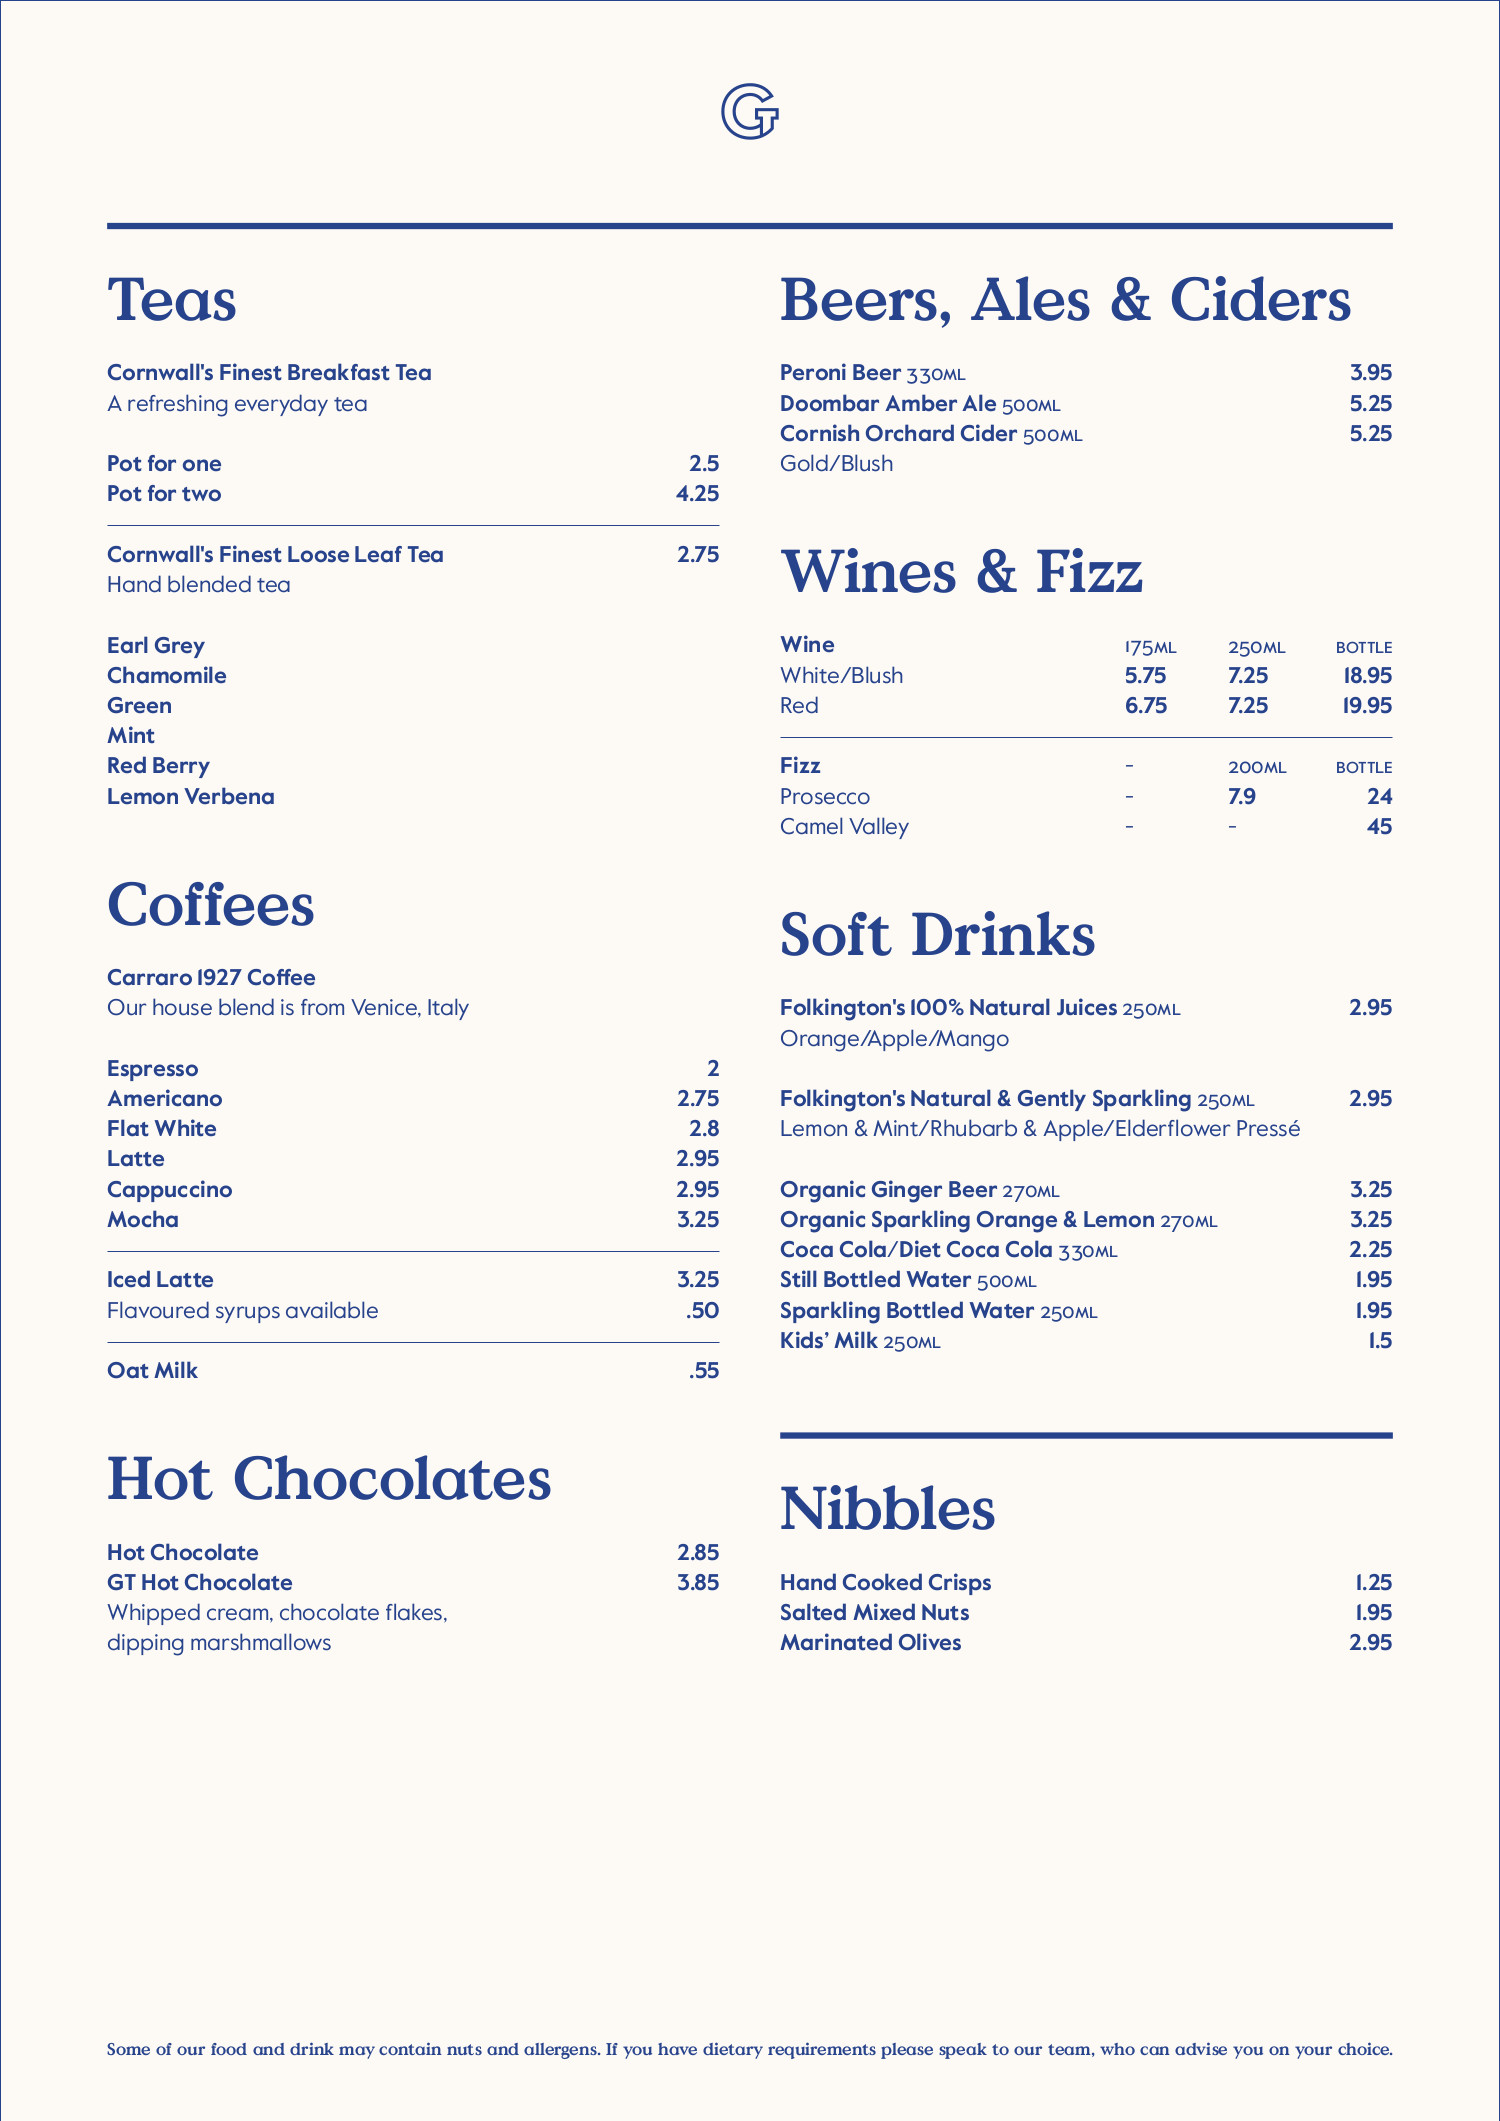 GT
Teas
Cornwall's Finest Breakfast Tea
A refreshing everyday tea
Pot for one 2.5
Pot for two 4.25
Cornwall's Finest Loose Leaf Tea 2.75
Hand blended tea
Earl Grey
Chamomile
Green
Mint
Red Berry
Lemon Verbena
Coffees
Carraro 1927 Coffee
Our house blend is from Venice, Italy
Espresso 2
Americano 2.75
Flat White 2.8
Latte 2.95
Cappuccino 2.95
Mocha 3.25
Iced Latte 3.25
Flavoured syrups available .50
Oat Milk .55
Hot Chocolates
Hot Chocolate 2.85
GT Hot Chocolate 3.85
Whipped cream, chocolate flakes,
dipping marshmallows
Beers, Ales & Ciders
Peroni Beer 330ML 3.95
Doombar Amber Ale 500ML 5.25
Cornish Orchard Cider 500ML 5.25
Gold/Blush
Wines & Fizz
Wine 175ML 250ML BOTTLE
White/Blush 5.75 7.25 18.95
Red 6.75 7.25 19.95
Fizz - 200ML BOTTLE
Prosecco - 7.9 24
Camel Valley - - 45
Soft Drinks
Folkington's 100% Natural Juices 250ML 2.95
Orange/Apple/Mango
Folkington's Natural & Gently Sparkling 250ML 2.95
Lemon & Mint/Rhubarb & Apple/Elderflower Pressé
Organic Ginger Beer 270ML 3.25
Organic Sparkling Orange & Lemon 270ML 3.25
Coca Cola/Diet Coca Cola 330ML 2.25
Still Bottled Water 500ML 1.95
Sparkling Bottled Water 250ML 1.95
Kids’ Milk 250ML 1.5
Nibbles
Hand Cooked Crisps 1.25
Salted Mixed Nuts 1.95
Marinated Olives 2.95
Some of our food and drink may contain nuts and allergens. If you have dietary requirements please speak to our team, who can advise you on your choice.